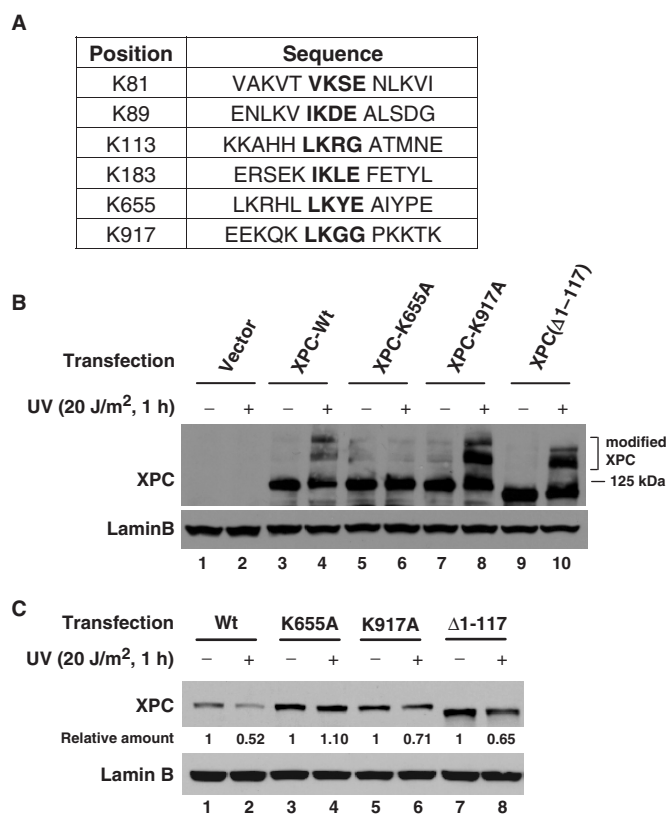 A
Position Sequence
K81 VAKVT VKSE NLKVI
K89 ENLKV IKDE ALSDG
K113 KKAHH LKRG ATMNE
K183 ERSEK IKLE FETYL
K655 LKRHL LKYE AIYPE
K917 EEKQK LKGG PKKTK
B
Transfection Vector XPC-Wt XPC-K655A XPC-K917A XPC(Δ1–117)
UV (20 J/m², 1 h) – + – + – + – + – +
modified
XPC
XPC
125 kDa
LaminB
1 2 3 4 5 6 7 8 9 10
C
Transfection Wt K655A K917A Δ1-117
UV (20 J/m², 1 h) – + – + – + – +
XPC
Relative amount 1 0.52 1 1.10 1 0.71 1 0.65
Lamin B
1 2 3 4 5 6 7 8